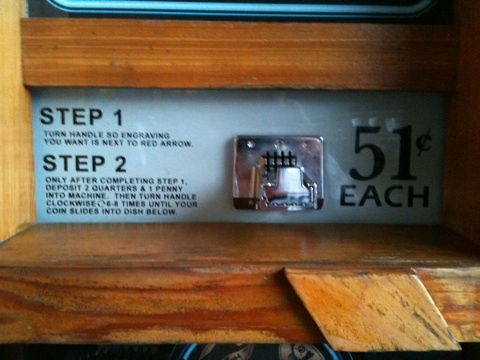 STEP 1
TURN HANDLE SO ENGRAVING
YOU WANT IS NEXT TO RED ARROW.
STEP 2
ONLY AFTER COMPLETING STEP 1,
DEPOSIT 2 QUARTERS & 1 PENNY
INTO MACHINE. THEN TURN HANDLE
CLOCKWISE 6-8 TIMES UNTIL YOUR
COIN SLIDES INTO DISH BELOW.
51¢
EACH